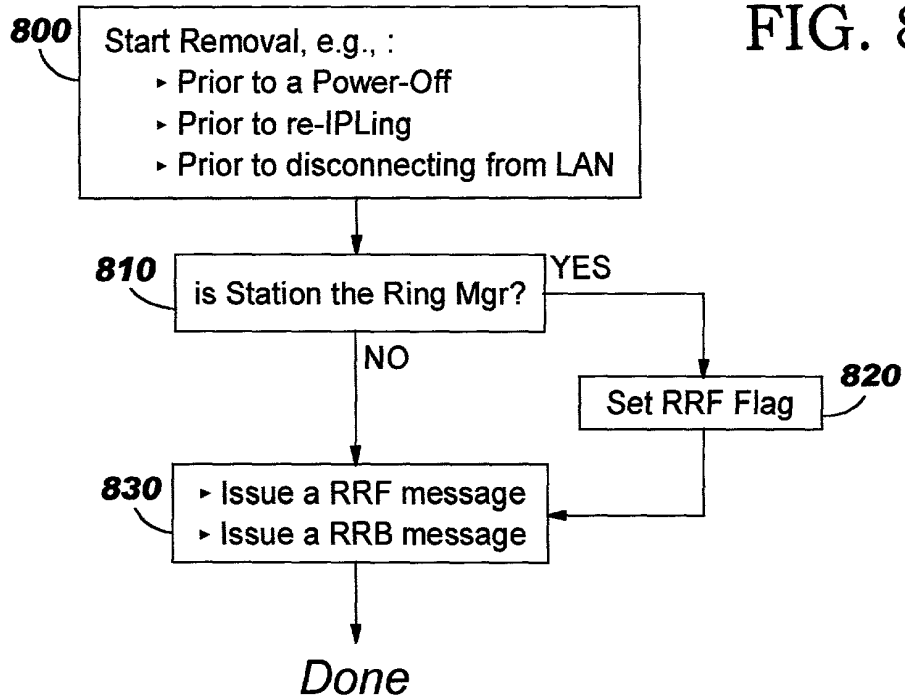 FIG. 8
800
Start Removal, e.g., :
▸ Prior to a Power-Off
▸ Prior to re-IPLing
▸ Prior to disconnecting from LAN
810
is Station the Ring Mgr?
YES
NO
Set RRF Flag
820
830
▸ Issue a RRF message
▸ Issue a RRB message
Done